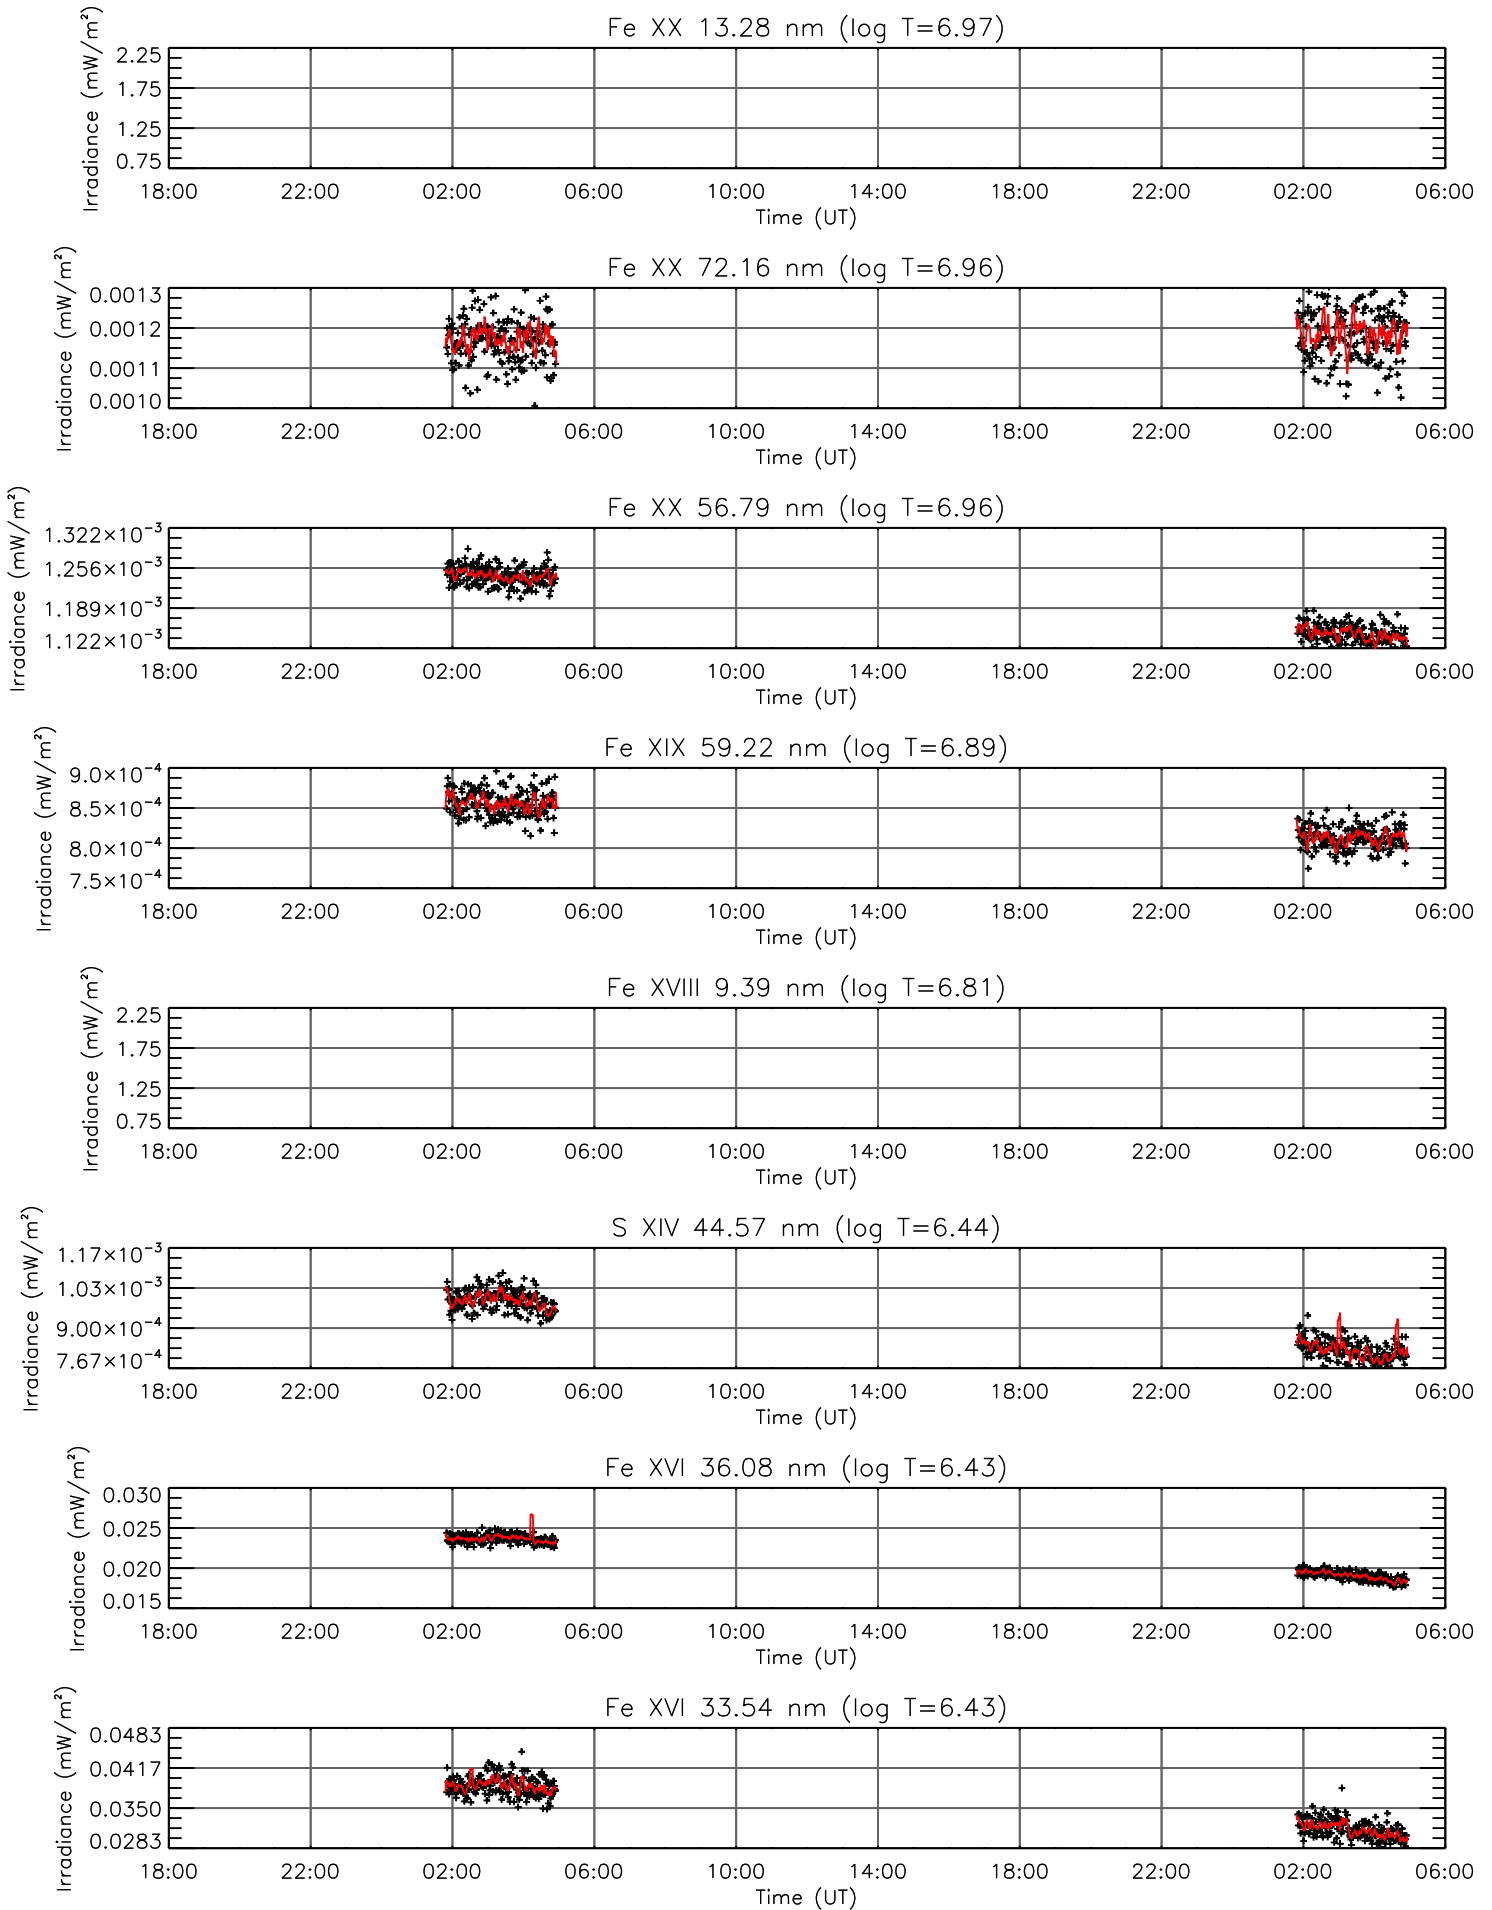 Fe XX 13.28 nm (log T=6.97)
Irradiance (mW/m²)
2.25
1.75
1.25
0.75
18:00 22:00 02:00 06:00 10:00 14:00 18:00 22:00 02:00 06:00
Time (UT)
Fe XX 72.16 nm (log T=6.96)
Irradiance (mW/m²)
0.0013
0.0012
0.0011
0.0010
18:00 22:00 02:00 06:00 10:00 14:00 18:00 22:00 02:00 06:00
Time (UT)
Fe XX 56.79 nm (log T=6.96)
Irradiance (mW/m²)
1.322×10⁻³
1.256×10⁻³
1.189×10⁻³
1.122×10⁻³
18:00 22:00 02:00 06:00 10:00 14:00 18:00 22:00 02:00 06:00
Time (UT)
Fe XIX 59.22 nm (log T=6.89)
Irradiance (mW/m²)
9.0×10⁻⁴
8.5×10⁻⁴
8.0×10⁻⁴
7.5×10⁻⁴
18:00 22:00 02:00 06:00 10:00 14:00 18:00 22:00 02:00 06:00
Time (UT)
Fe XVIII 9.39 nm (log T=6.81)
Irradiance (mW/m²)
2.25
1.75
1.25
0.75
18:00 22:00 02:00 06:00 10:00 14:00 18:00 22:00 02:00 06:00
Time (UT)
S XIV 44.57 nm (log T=6.44)
Irradiance (mW/m²)
1.17×10⁻³
1.03×10⁻³
9.00×10⁻⁴
7.67×10⁻⁴
18:00 22:00 02:00 06:00 10:00 14:00 18:00 22:00 02:00 06:00
Time (UT)
Fe XVI 36.08 nm (log T=6.43)
Irradiance (mW/m²)
0.030
0.025
0.020
0.015
18:00 22:00 02:00 06:00 10:00 14:00 18:00 22:00 02:00 06:00
Time (UT)
Fe XVI 33.54 nm (log T=6.43)
Irradiance (mW/m²)
0.0483
0.0417
0.0350
0.0283
18:00 22:00 02:00 06:00 10:00 14:00 18:00 22:00 02:00 06:00
Time (UT)